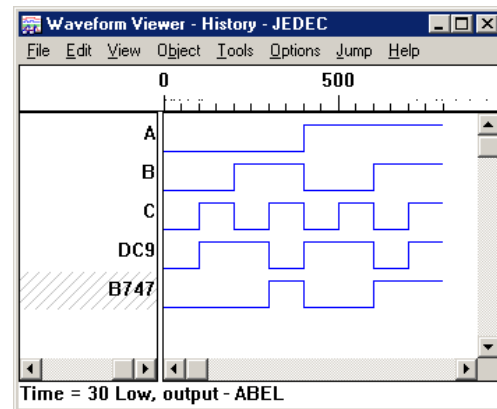 Waveform Viewer - History - JEDEC
File Edit View Object Tools Options Jump Help
0 500
A
B
C
DC9
B747
Time = 30 Low, output - ABEL